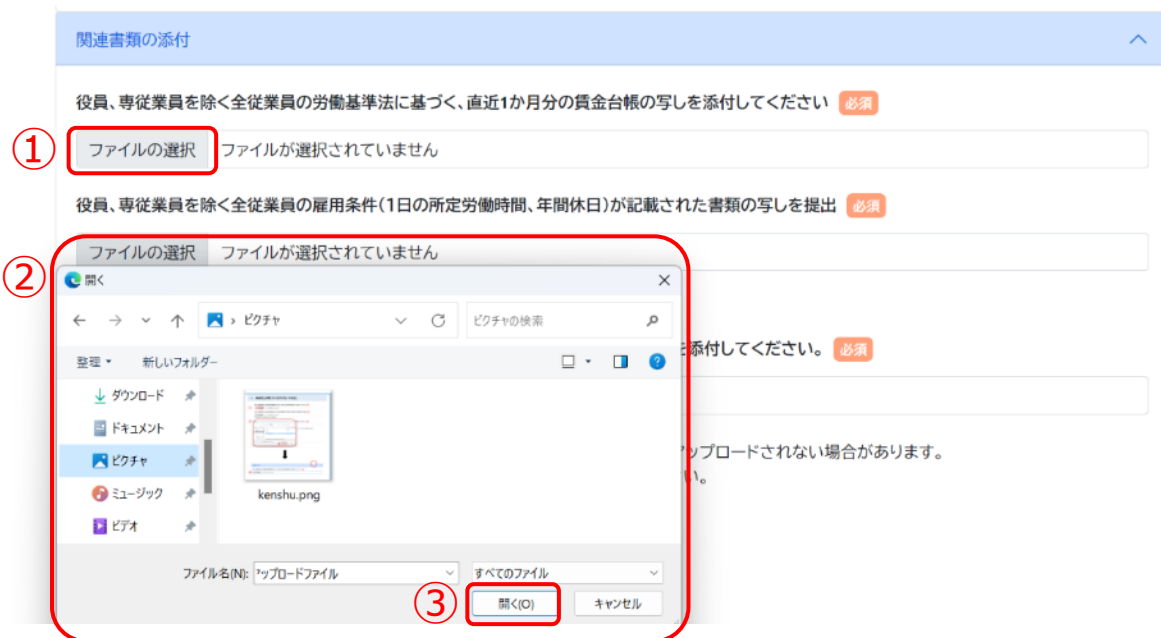 関連書類の添付
役員、専従業員を除く全従業員の労働基準法に基づく、直近1か月分の賃金台帳の写しを添付してください 必須
① ファイルの選択 ファイルが選択されていません
役員、専従業員を除く全従業員の雇用条件(1日の所定労働時間、年間休日)が記載された書類の写しを提出 必須
ファイルの選択 ファイルが選択されていません
②
開く
ピクチャ ピクチャの検索
整理 新しいフォルダー
添付してください。 必須
ダウンロード
ドキュメント
ピクチャ
ミュージック
ビデオ
kenshu.png
ップロードされない場合があります。
い。
ファイル名(N): ップロードファイル すべてのファイル
③ 開く(O) キャンセル